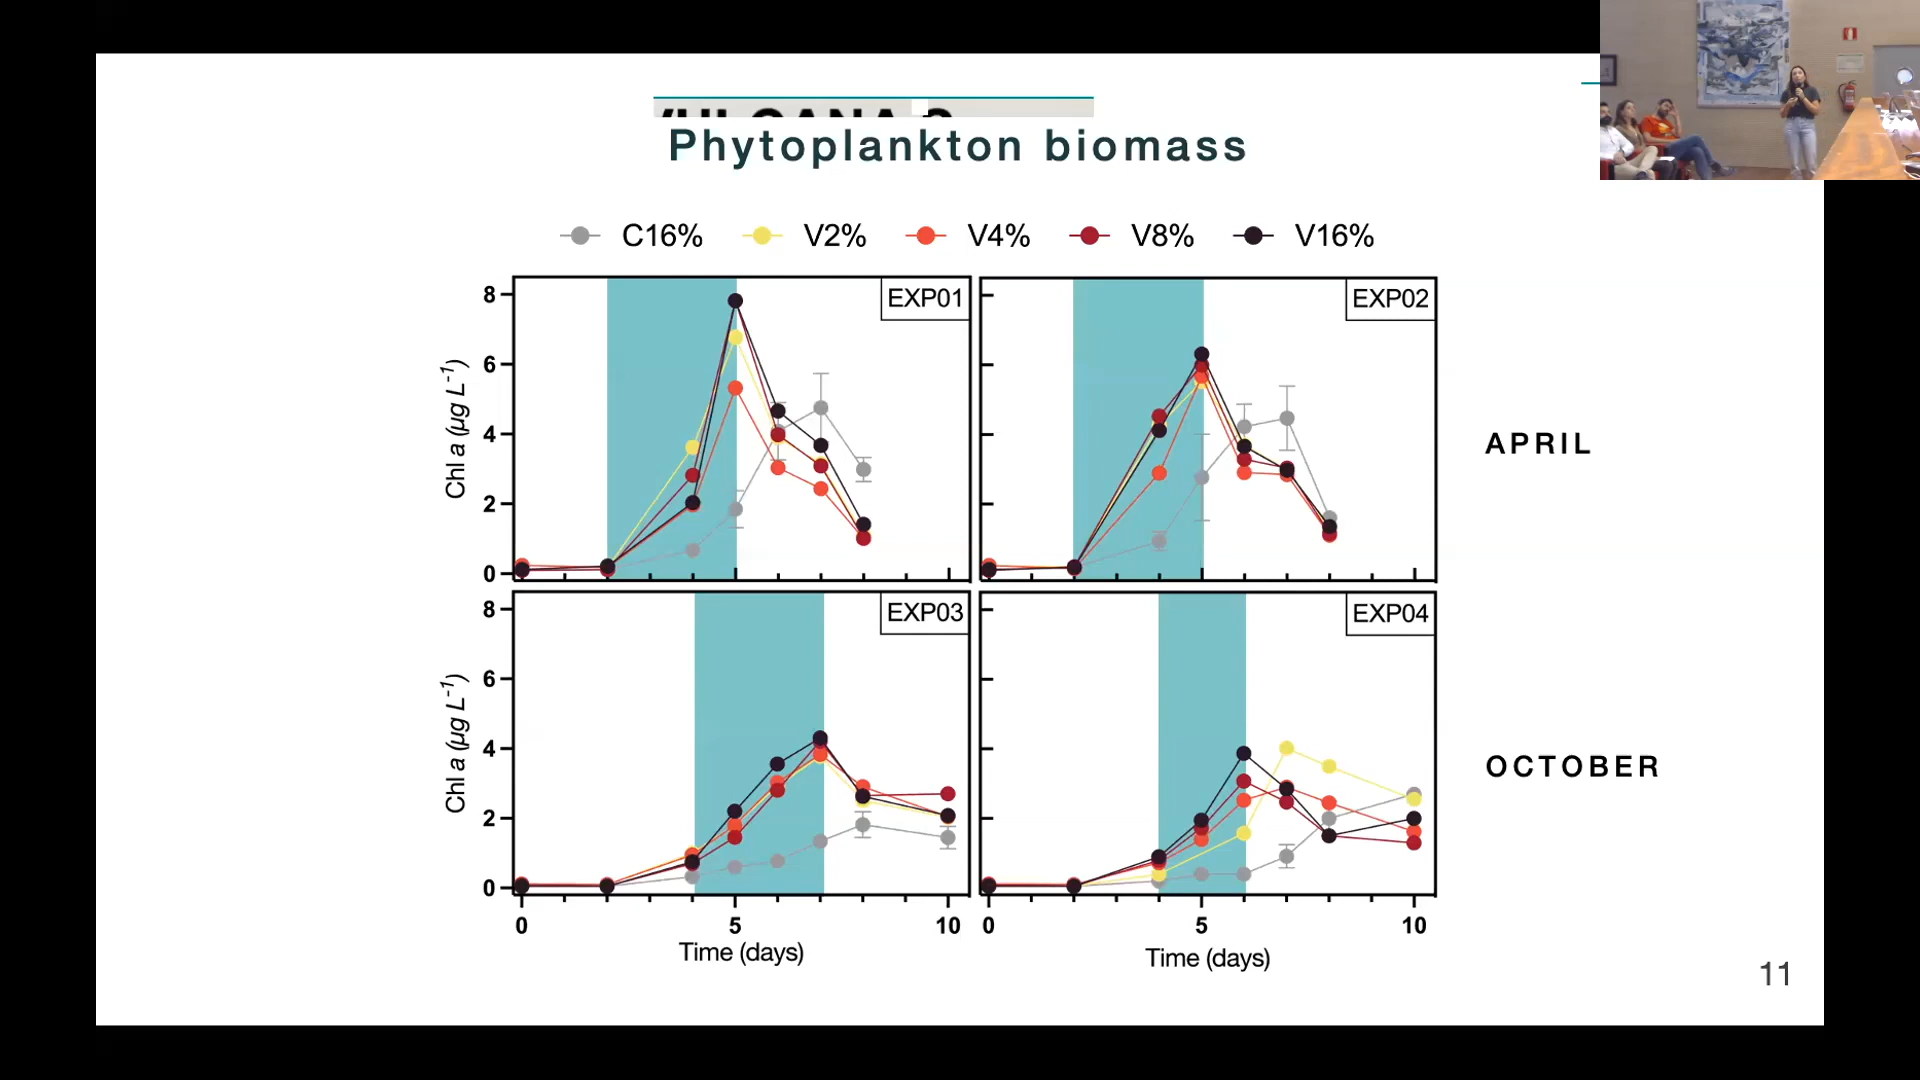 Phytoplankton biomass
C16% V2% V4% V8% V16%
EXP01
EXP02
8
6
4
2
0
Chl a (µg L-1)
APRIL
EXP03
EXP04
8
6
4
2
0
Chl a (µg L-1)
OCTOBER
0 5 10 0 5 10
Time (days)
Time (days)
11